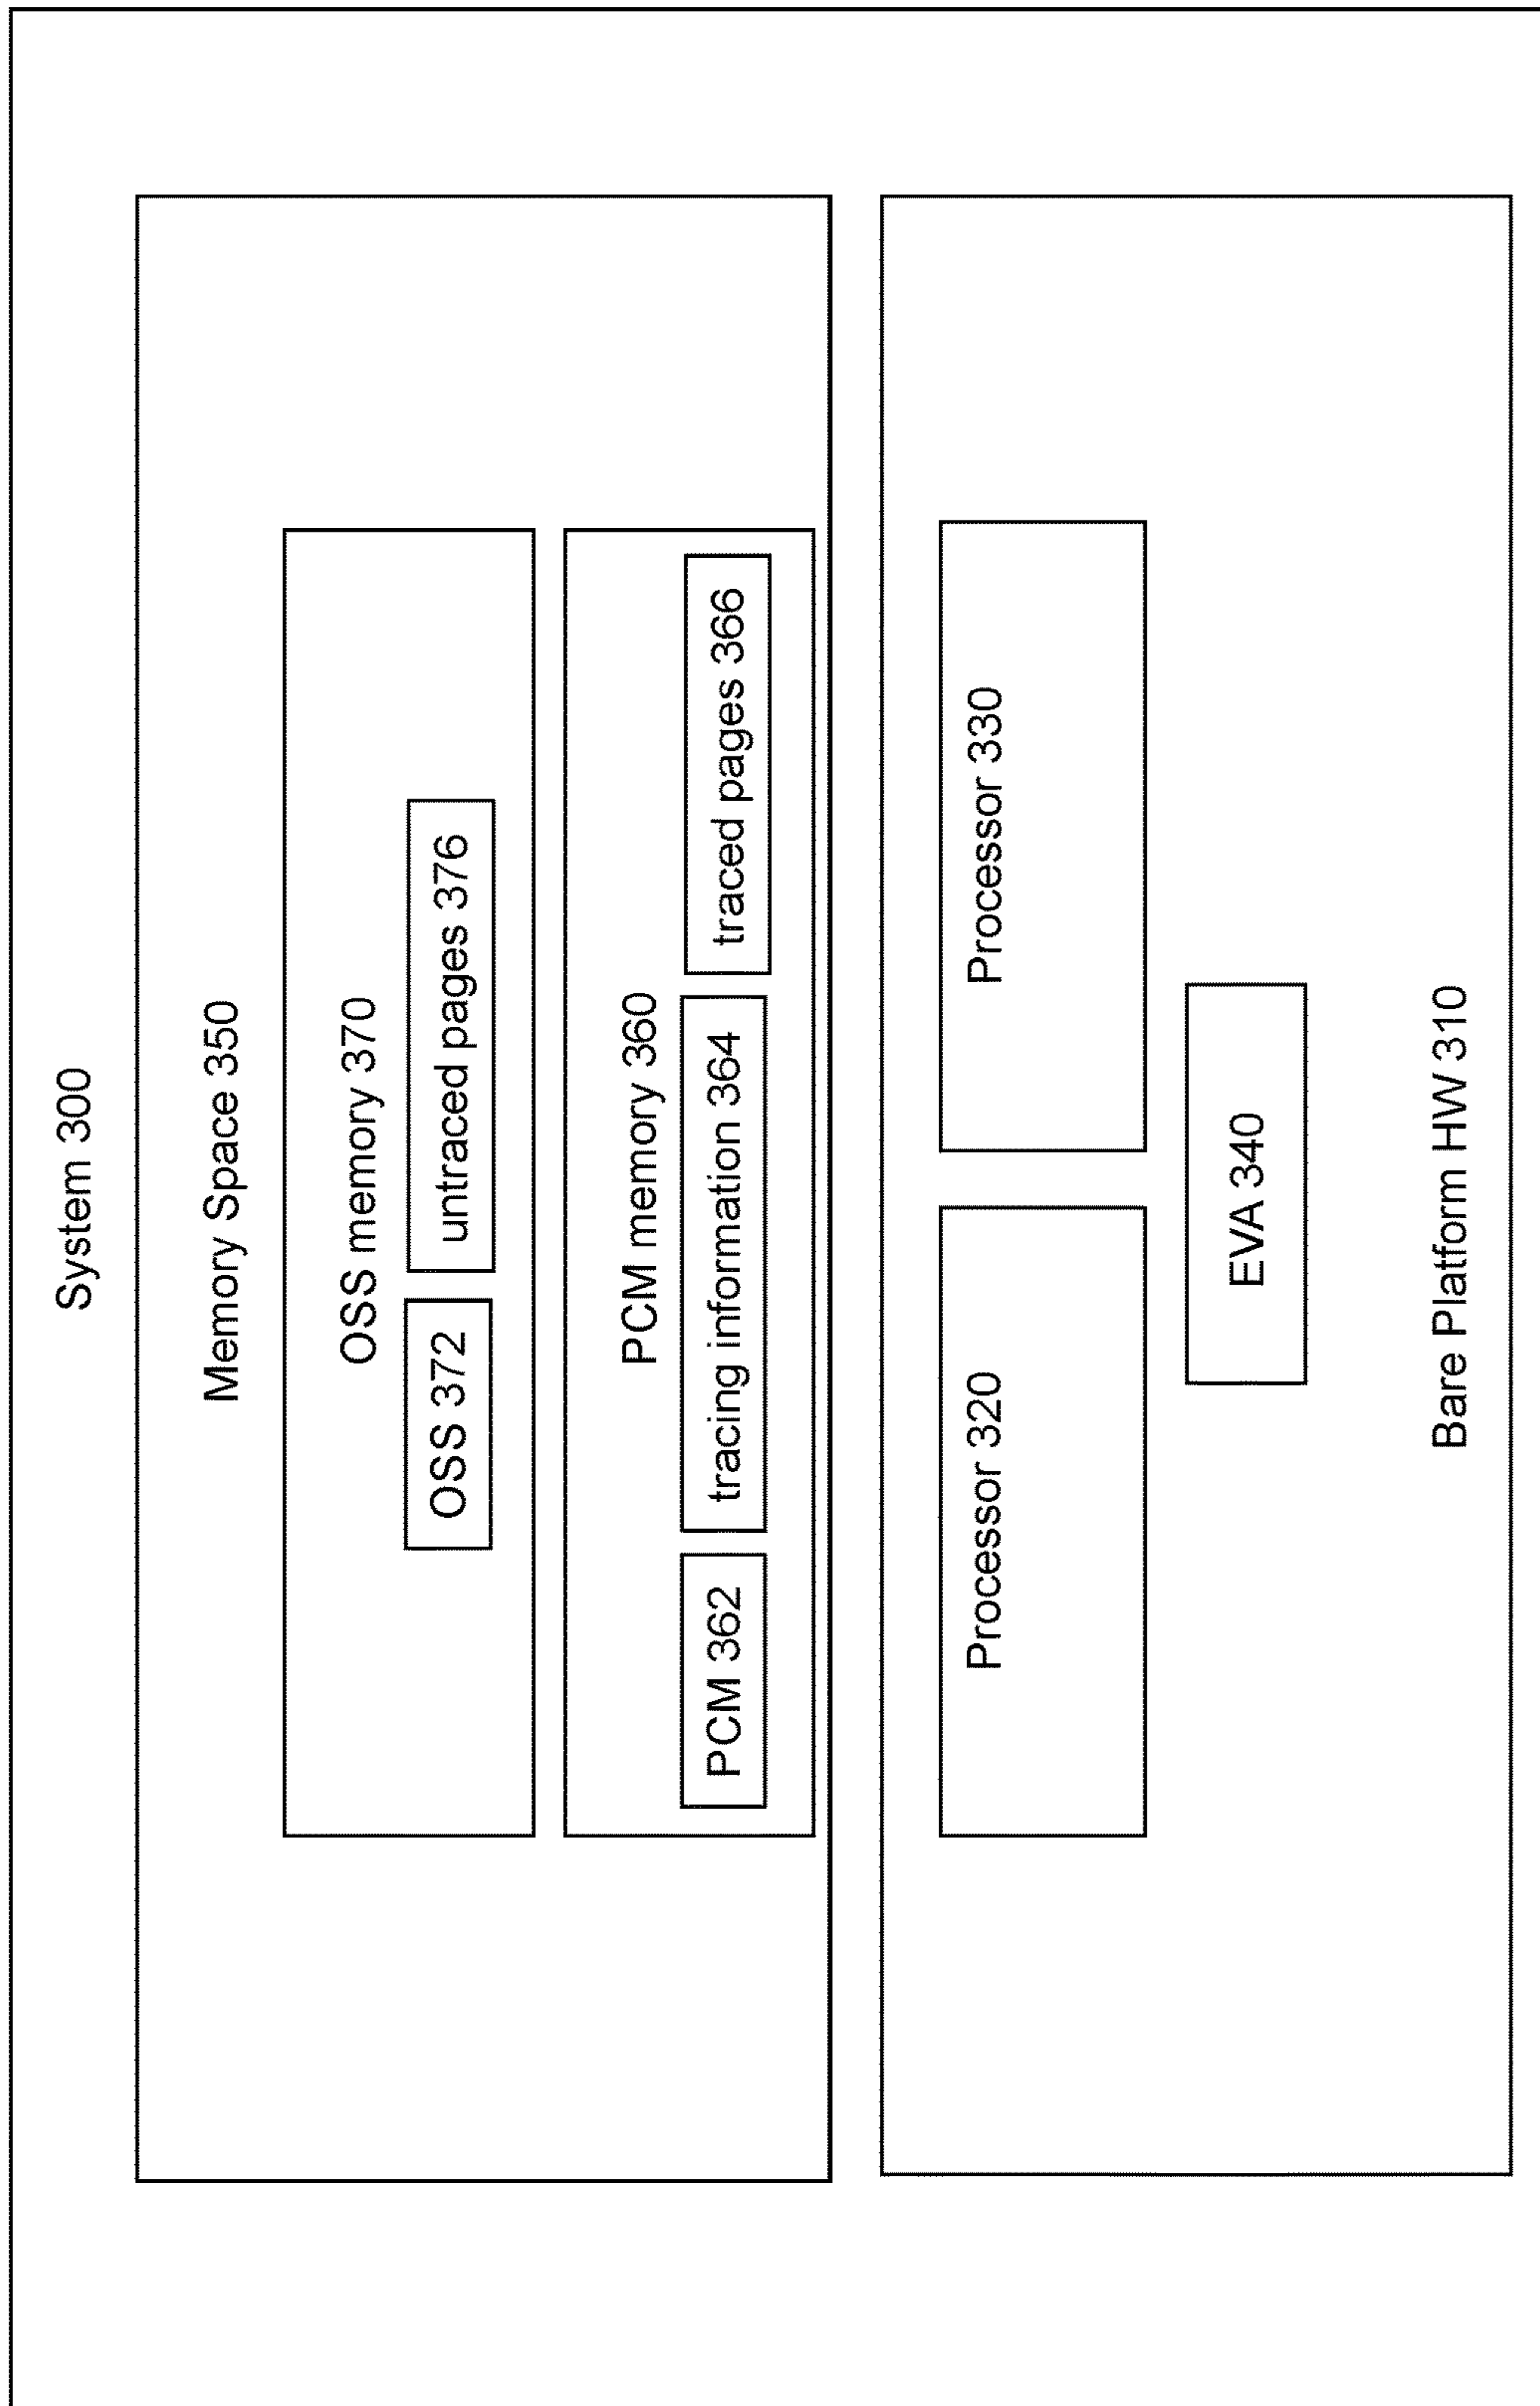 System 300
Memory Space 350
OSS memory 370
OSS 372
untraced pages 376
PCM memory 360
PCM 362
tracing information 364
traced pages 366
Processor 320
Processor 330
EVA 340
Bare Platform HW 310